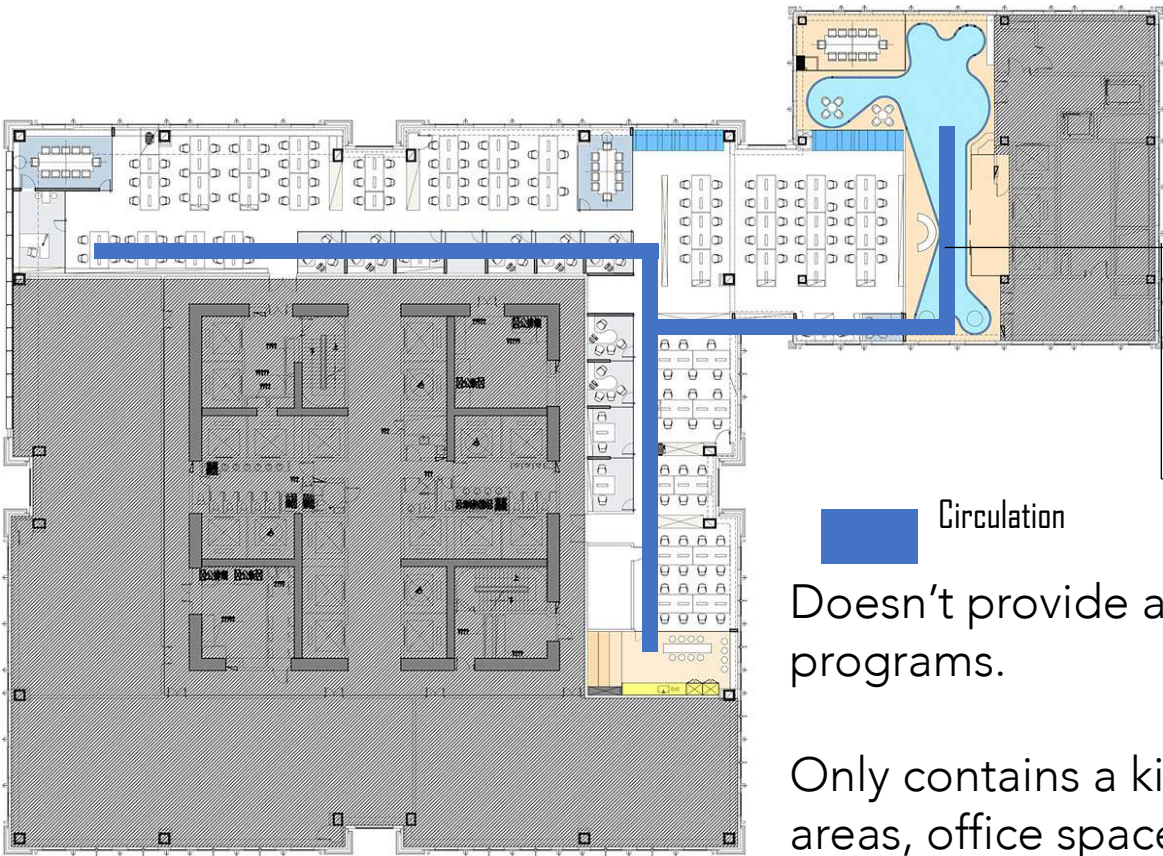 Circulation
Doesn't provide a
programs.
Only contains a ki
areas, office space